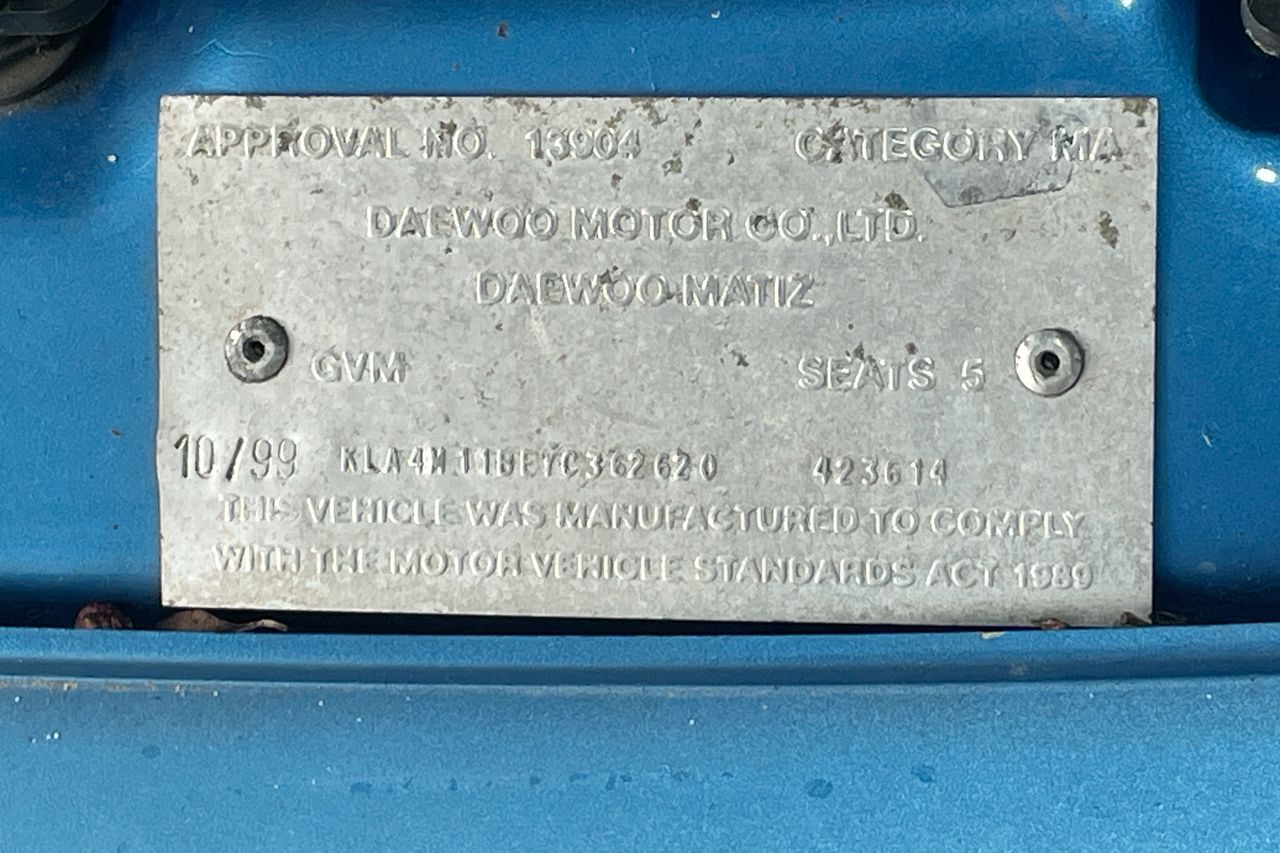 APPROVAL NO. 13904 CATEGORY MA
DAEWOO MOTOR CO.,LTD.
DAEWOO MATIZ
GVM SEATS 5
10/99 KLA4M11BEYC362620 423614
THIS VEHICLE WAS MANUFACTURED TO COMPLY
WITH THE MOTOR VEHICLE STANDARDS ACT 1989